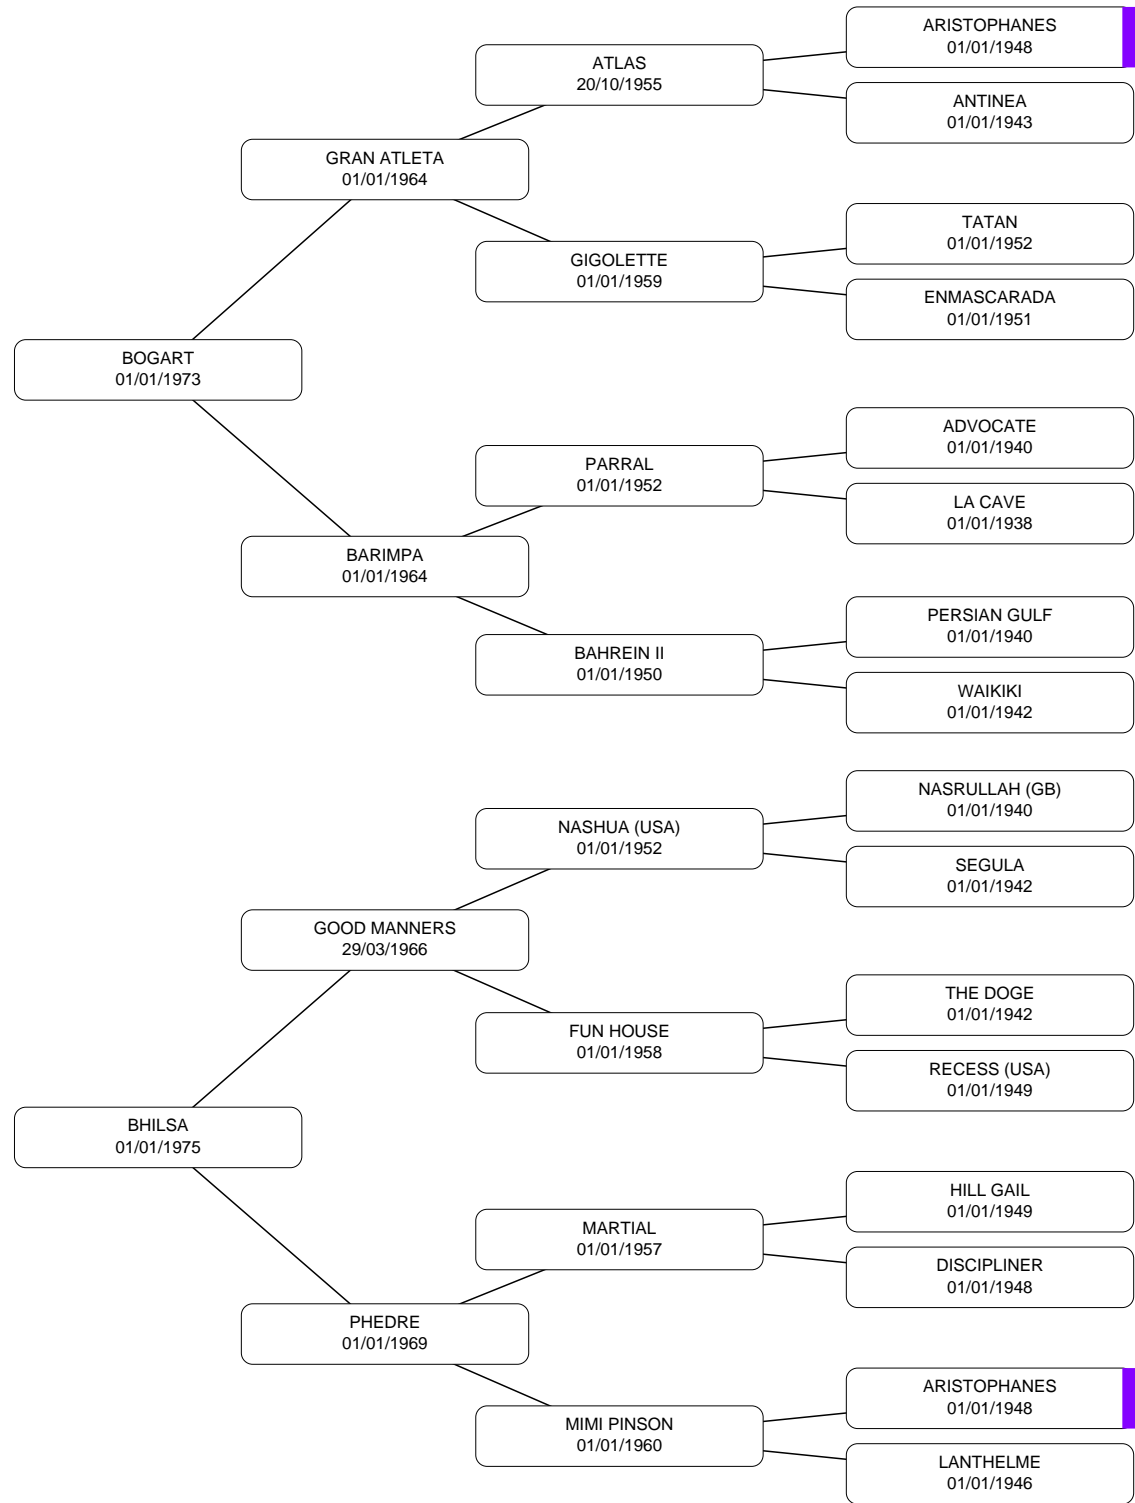 ARISTOPHANES
01/01/1948
ATLAS
20/10/1955
ANTINEA
01/01/1943
GRAN ATLETA
01/01/1964
TATAN
01/01/1952
GIGOLETTE
01/01/1959
ENMASCARADA
01/01/1951
BOGART
01/01/1973
ADVOCATE
01/01/1940
PARRAL
01/01/1952
LA CAVE
01/01/1938
BARIMPA
01/01/1964
PERSIAN GULF
01/01/1940
BAHREIN II
01/01/1950
WAIKIKI
01/01/1942
NASRULLAH (GB)
01/01/1940
NASHUA (USA)
01/01/1952
SEGULA
01/01/1942
GOOD MANNERS
29/03/1966
THE DOGE
01/01/1942
FUN HOUSE
01/01/1958
RECESS (USA)
01/01/1949
BHILSA
01/01/1975
HILL GAIL
01/01/1949
MARTIAL
01/01/1957
DISCIPLINER
01/01/1948
PHEDRE
01/01/1969
ARISTOPHANES
01/01/1948
MIMI PINSON
01/01/1960
LANTHELME
01/01/1946